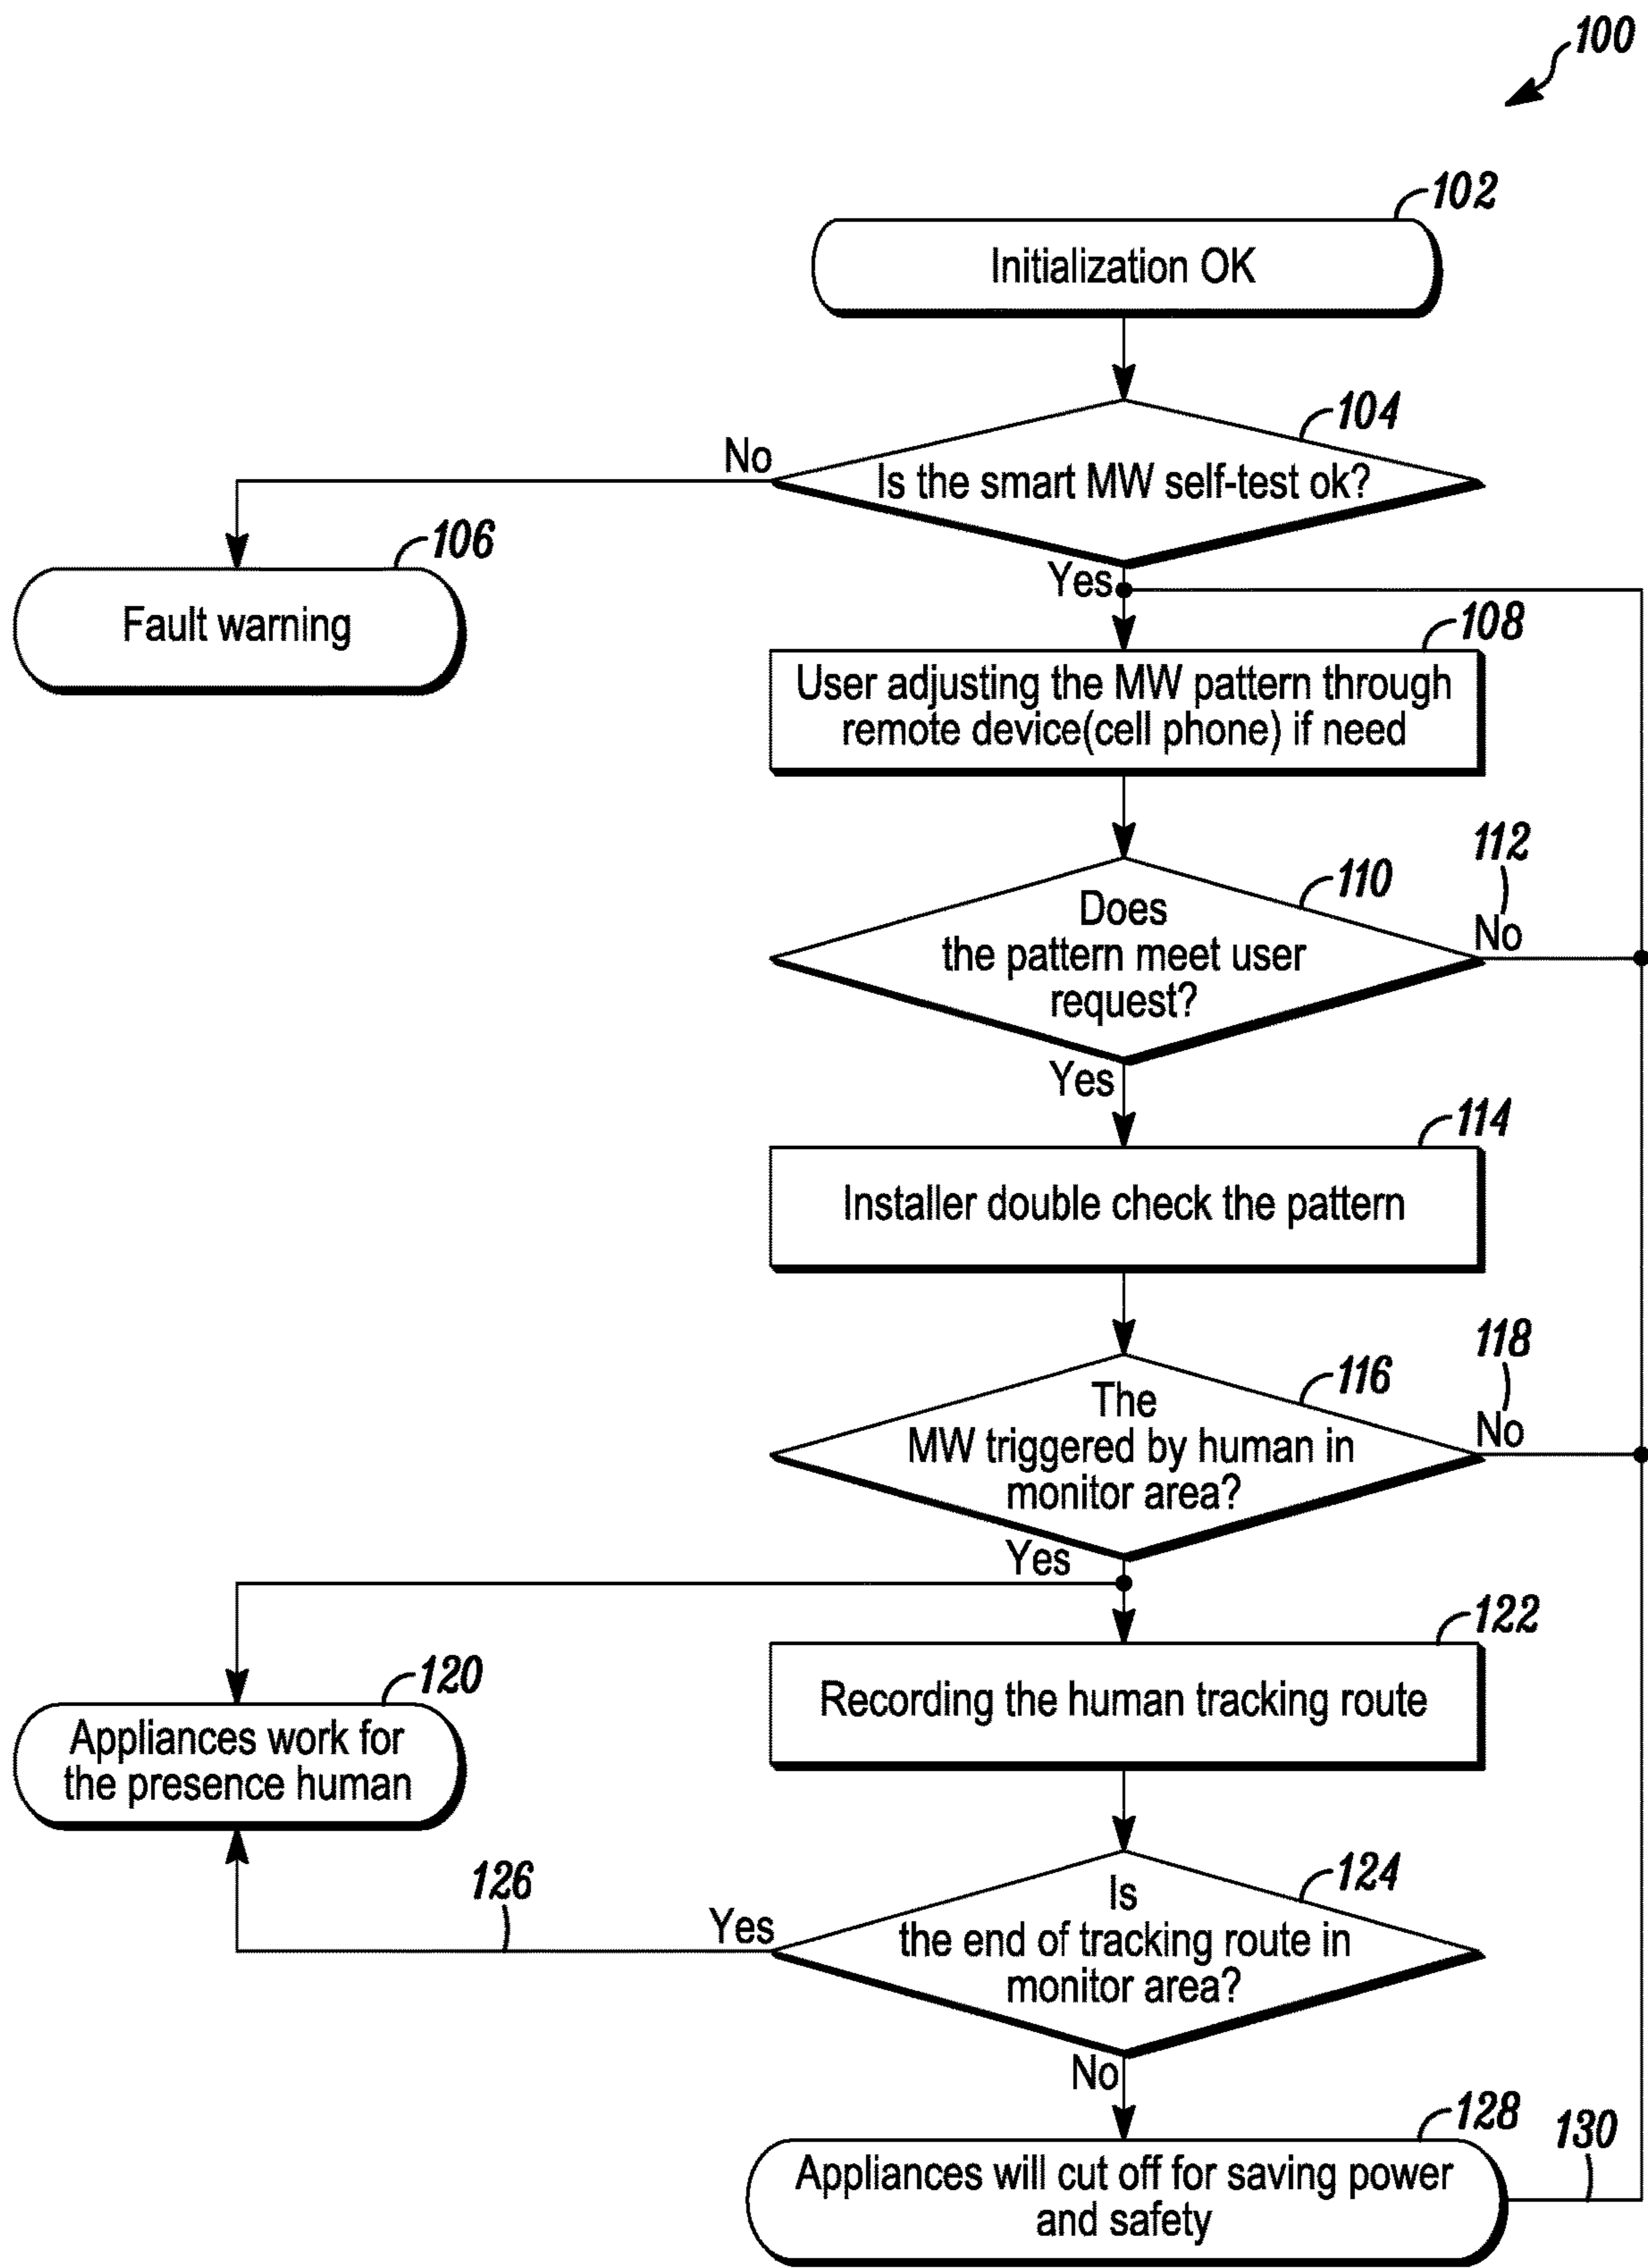 100
102
Initialization OK
104
No
Is the smart MW self-test ok?
106
Yes
Fault warning
108
User adjusting the MW pattern through
remote device(cell phone) if need
112
110
Does
No
the pattern meet user
request?
Yes
114
Installer double check the pattern
118
116
The
No
MW triggered by human in
monitor area?
Yes
122
120
Recording the human tracking route
Appliances work for
the presence human
126
124
Is
Yes
the end of tracking route in
monitor area?
No
128
130
Appliances will cut off for saving power
and safety